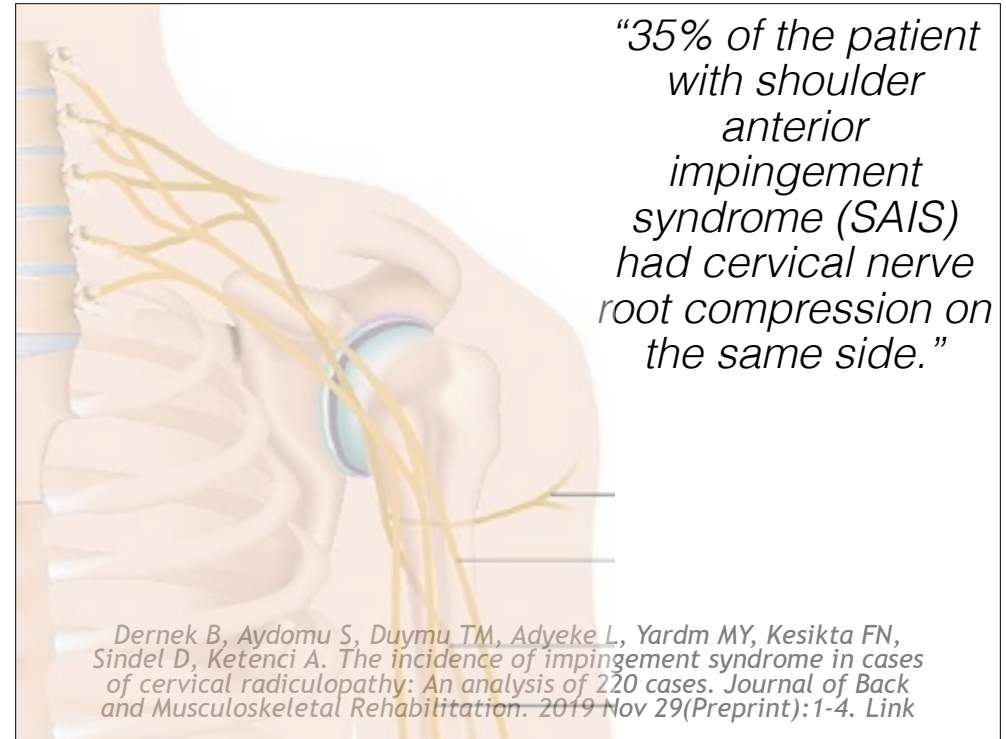 “35% of the patient
with shoulder
anterior
impingement
syndrome (SAIS)
had cervical nerve
root compression on
the same side.”
Dernek B, Aydomu S, Duymu TM, Adyeke L, Yardm MY, Kesikta FN,
Sindel D, Ketenci A. The incidence of impingement syndrome in cases
of cervical radiculopathy: An analysis of 220 cases. Journal of Back
and Musculoskeletal Rehabilitation. 2019 Nov 29(Preprint):1-4. Link